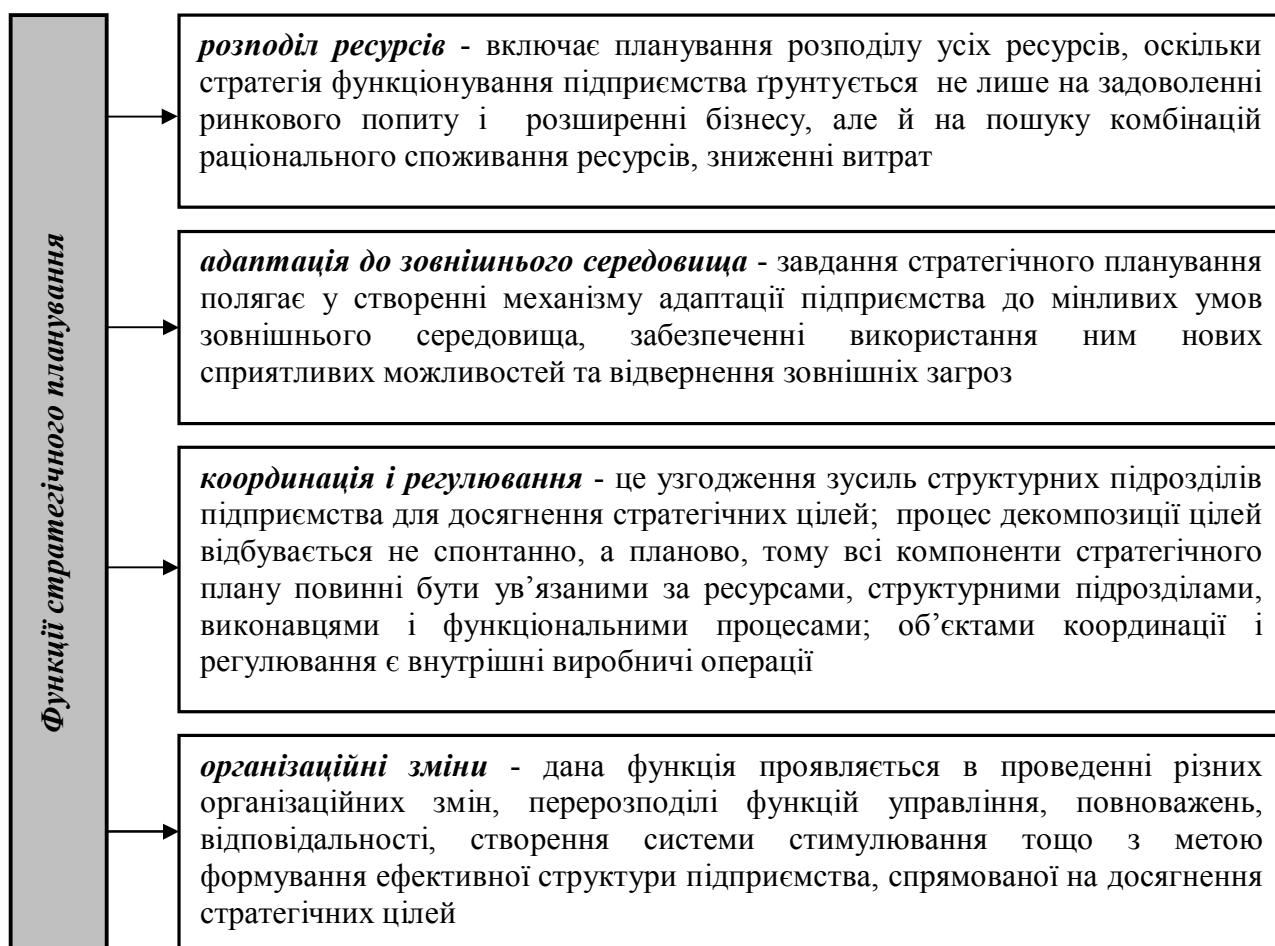 Функції стратегічного планування
розподіл ресурсів - включає планування розподілу усіх ресурсів, оскільки
стратегія функціонування підприємства ґрунтується не лише на задоволенні
ринкового попиту і розширенні бізнесу, але й на пошуку комбінацій
раціонального споживання ресурсів, зниженні витрат
адаптація до зовнішнього середовища - завдання стратегічного планування
полягає у створенні механізму адаптації підприємства до мінливих умов
зовнішнього середовища, забезпеченні використання ним нових
сприятливих можливостей та відвернення зовнішніх загроз
координація і регулювання - це узгодження зусиль структурних підрозділів
підприємства для досягнення стратегічних цілей; процес декомпозиції цілей
відбувається не спонтанно, а планово, тому всі компоненти стратегічного
плану повинні бути ув’язаними за ресурсами, структурними підрозділами,
виконавцями і функціональними процесами; об’єктами координації і
регулювання є внутрішні виробничі операції
організаційні зміни - дана функція проявляється в проведенні різних
організаційних змін, перерозподілі функцій управління, повноважень,
відповідальності, створення системи стимулювання тощо з метою
формування ефективної структури підприємства, спрямованої на досягнення
стратегічних цілей